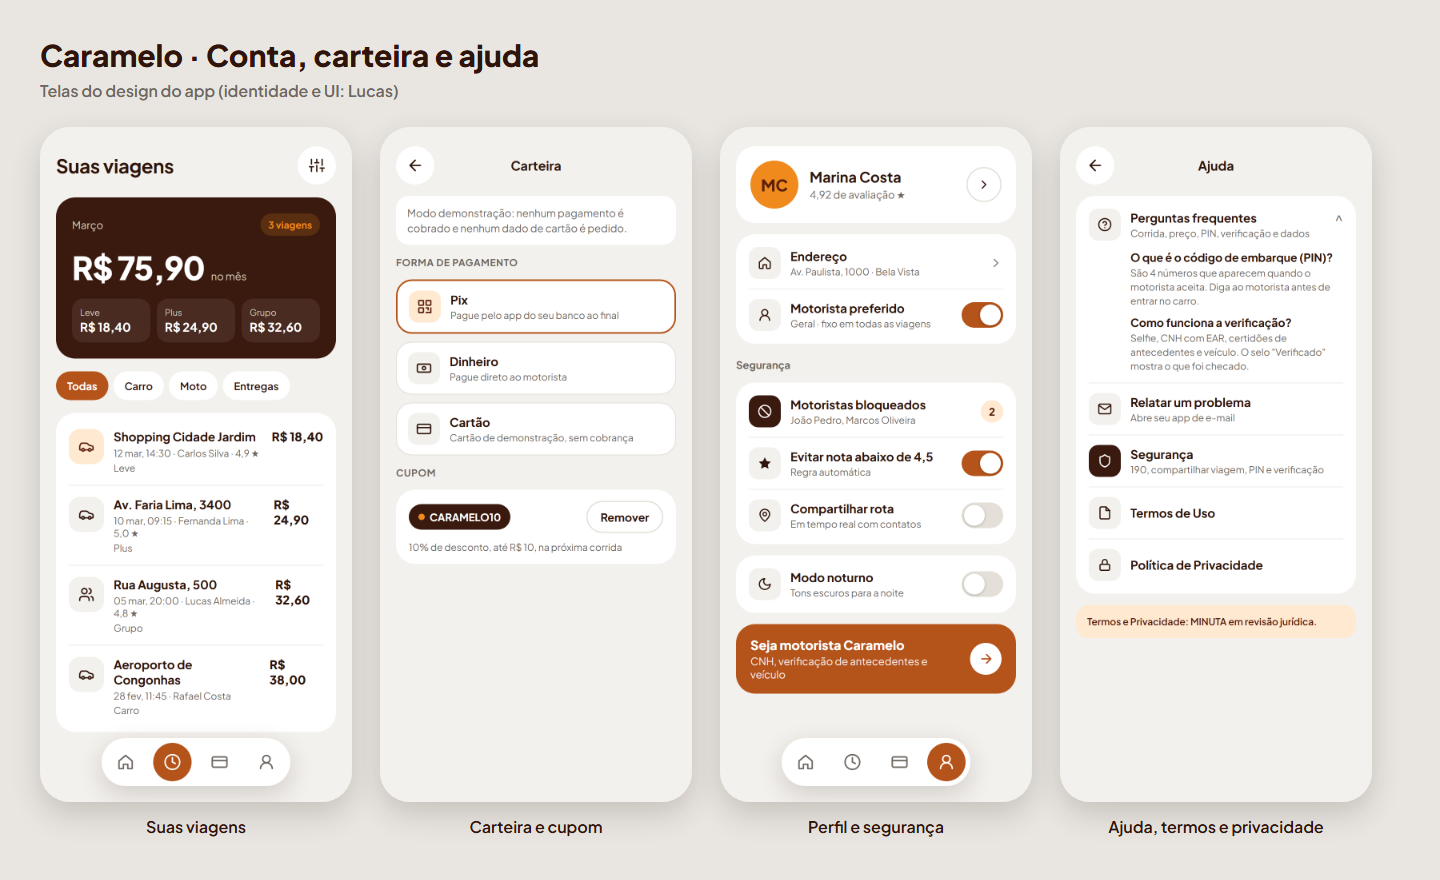 Caramelo · Conta, carteira e ajuda
Telas do design do app (identidade e UI: Lucas)
Suas viagens
Março
3 viagens
R$ 75,90 no mês
Leve
R$ 18,40
Plus
R$ 24,90
Grupo
R$ 32,60
Todas
Carro
Moto
Entregas
Shopping Cidade Jardim
R$ 18,40
12 mar, 14:30 · Carlos Silva · 4,9 ★
Leve
Av. Faria Lima, 3400
R$
24,90
10 mar, 09:15 · Fernanda Lima ·
5,0 ★
Plus
Rua Augusta, 500
R$
32,60
05 mar, 20:00 · Lucas Almeida ·
4,8 ★
Grupo
Aeroporto de
Congonhas
R$
38,00
28 fev, 11:45 · Rafael Costa
Carro
Suas viagens
Carteira
Modo demonstração: nenhum pagamento é
cobrado e nenhum dado de cartão é pedido.
FORMA DE PAGAMENTO
Pix
Pague pelo app do seu banco ao final
Dinheiro
Pague direto ao motorista
Cartão
Cartão de demonstração, sem cobrança
CUPOM
CARAMELO10
Remover
10% de desconto, até R$ 10, na próxima corrida
Carteira e cupom
MC
Marina Costa
4,92 de avaliação ★
Endereço
Av. Paulista, 1000 · Bela Vista
Motorista preferido
Geral · fixo em todas as viagens
Segurança
Motoristas bloqueados
João Pedro, Marcos Oliveira
2
Evitar nota abaixo de 4,5
Regra automática
Compartilhar rota
Em tempo real com contatos
Modo noturno
Tons escuros para a noite
Seja motorista Caramelo
CNH, verificação de antecedentes e
veículo
Perfil e segurança
Ajuda
Perguntas frequentes
Corrida, preço, PIN, verificação e dados
O que é o código de embarque (PIN)?
São 4 números que aparecem quando o
motorista aceita. Diga ao motorista antes de
entrar no carro.
Como funciona a verificação?
Selfie, CNH com EAR, certidões de
antecedentes e veículo. O selo "Verificado"
mostra o que foi checado.
Relatar um problema
Abre seu app de e-mail
Segurança
190, compartilhar viagem, PIN e verificação
Termos de Uso
Política de Privacidade
Termos e Privacidade: MINUTA em revisão jurídica.
Ajuda, termos e privacidade